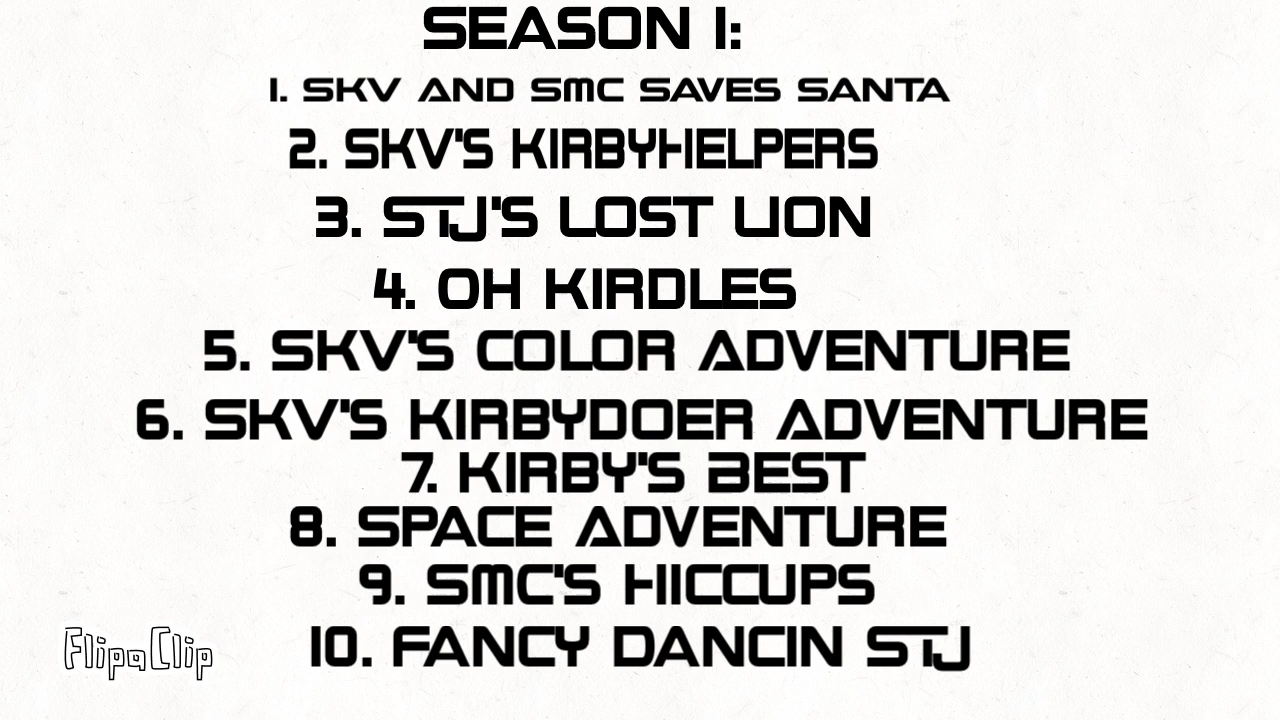 SEASON 1:
1. SKV AND SMC SAVES SANTA
2. SKV'S KIRBYHELPERS
3. STJ'S LOST LION
4. OH KIRDLES
5. SKV'S COLOR ADVENTURE
6. SKV'S KIRBYDOER ADVENTURE
7. KIRBY'S BEST
8. SPACE ADVENTURE
9. SMC'S HICCUPS
10. FANCY DANCIN STJ
FlipaClip